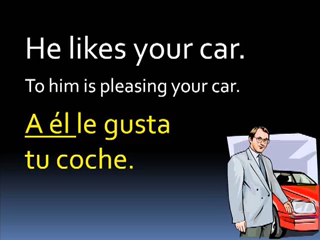 He likes your car.
To him is pleasing your car.
A él le gusta
tu coche.